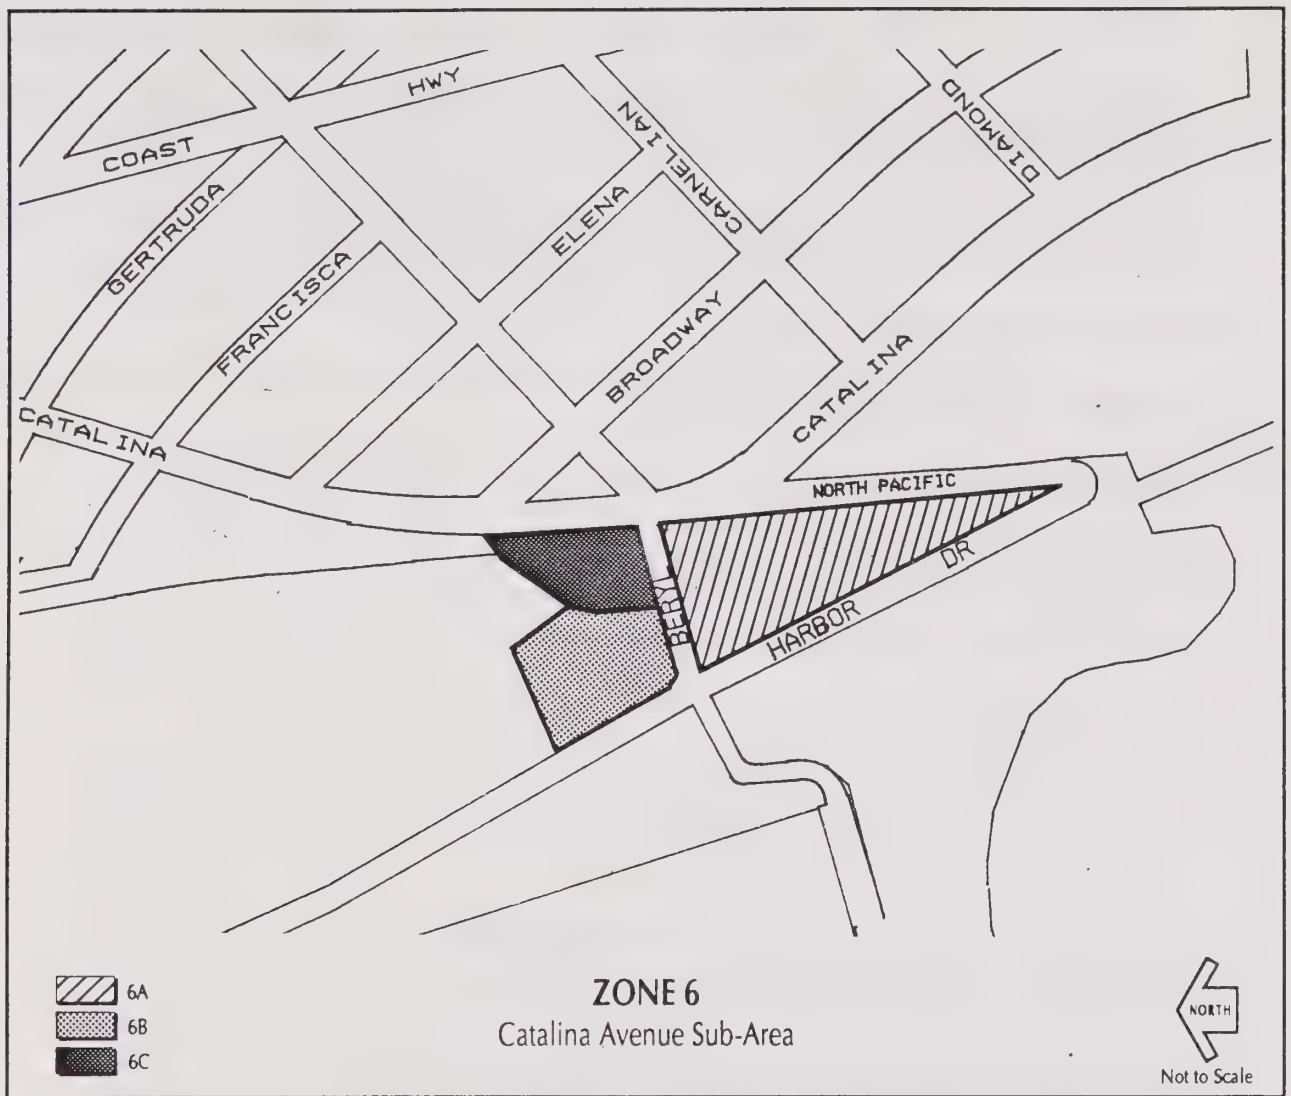 HWY
COAST
CARNELIAN
DIAMOND
GERTRUDA
ELENA
FRANCISCA
BROADWAY
CATALINA
CATALINA
NORTH PACIFIC
BERYL
HARBOR DR
6A
6B
6C
ZONE 6
Catalina Avenue Sub-Area
NORTH
Not to Scale